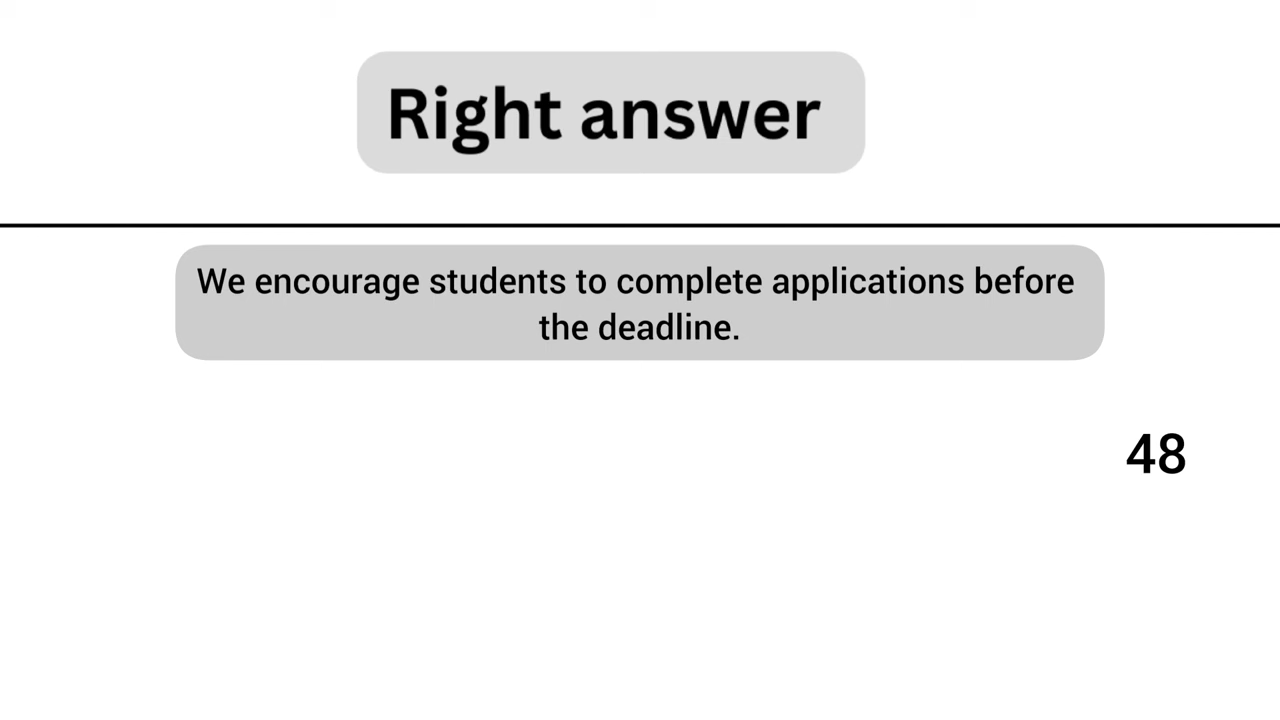 Right answer
We encourage students to complete applications before
the deadline.
48